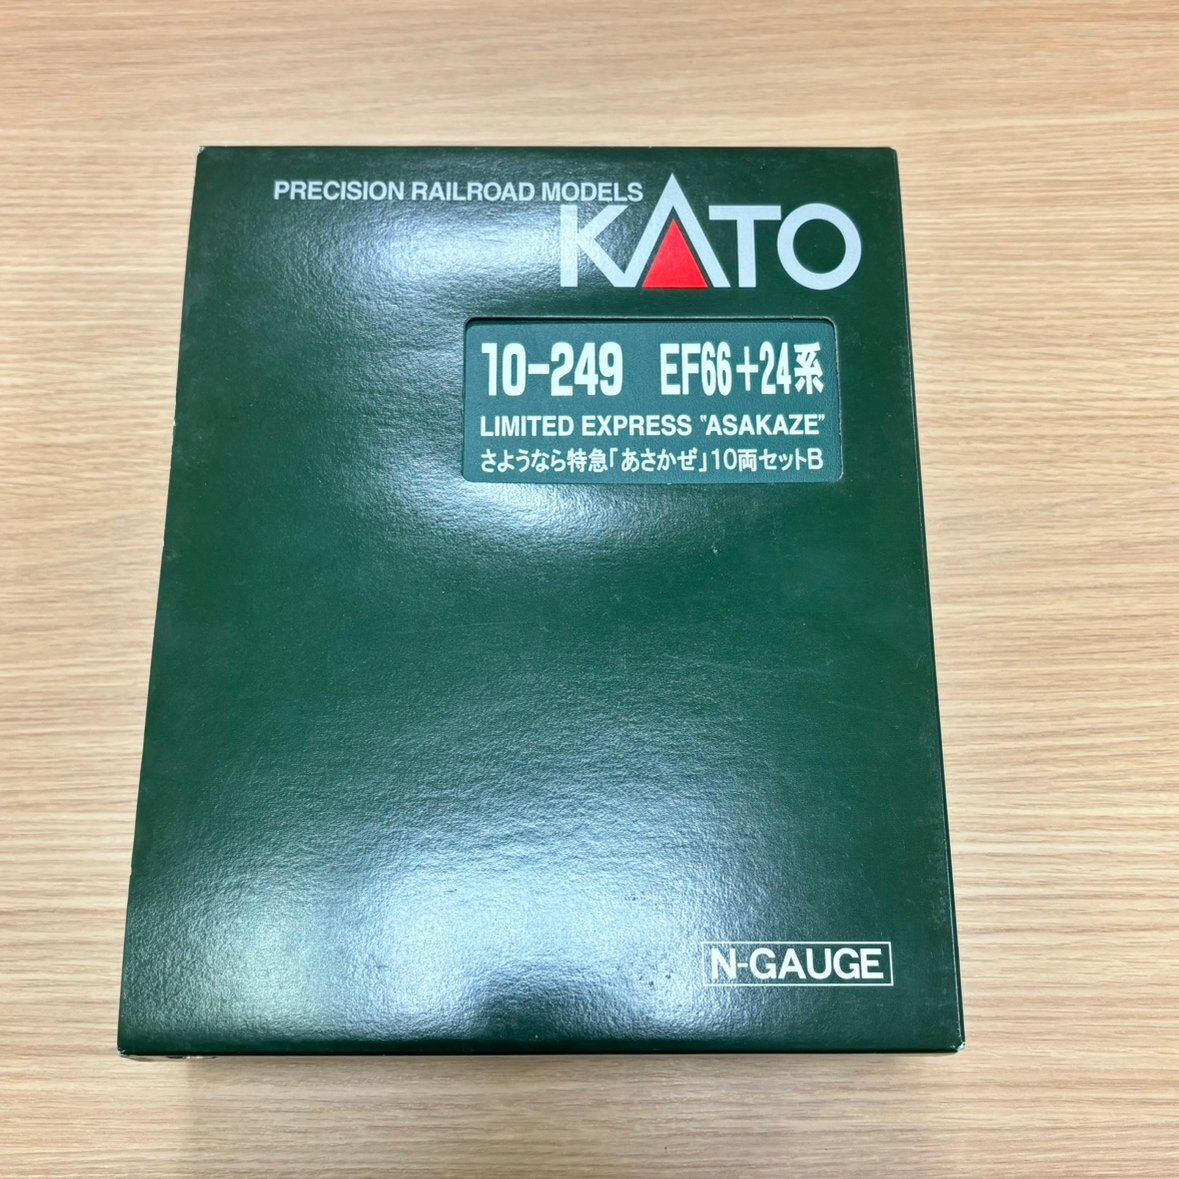 PRECISION RAILROAD MODELS
KATO
10-249 EF66+24系
LIMITED EXPRESS "ASAKAZE"
さようなら特急「あさかぜ」10両セットB
N-GAUGE